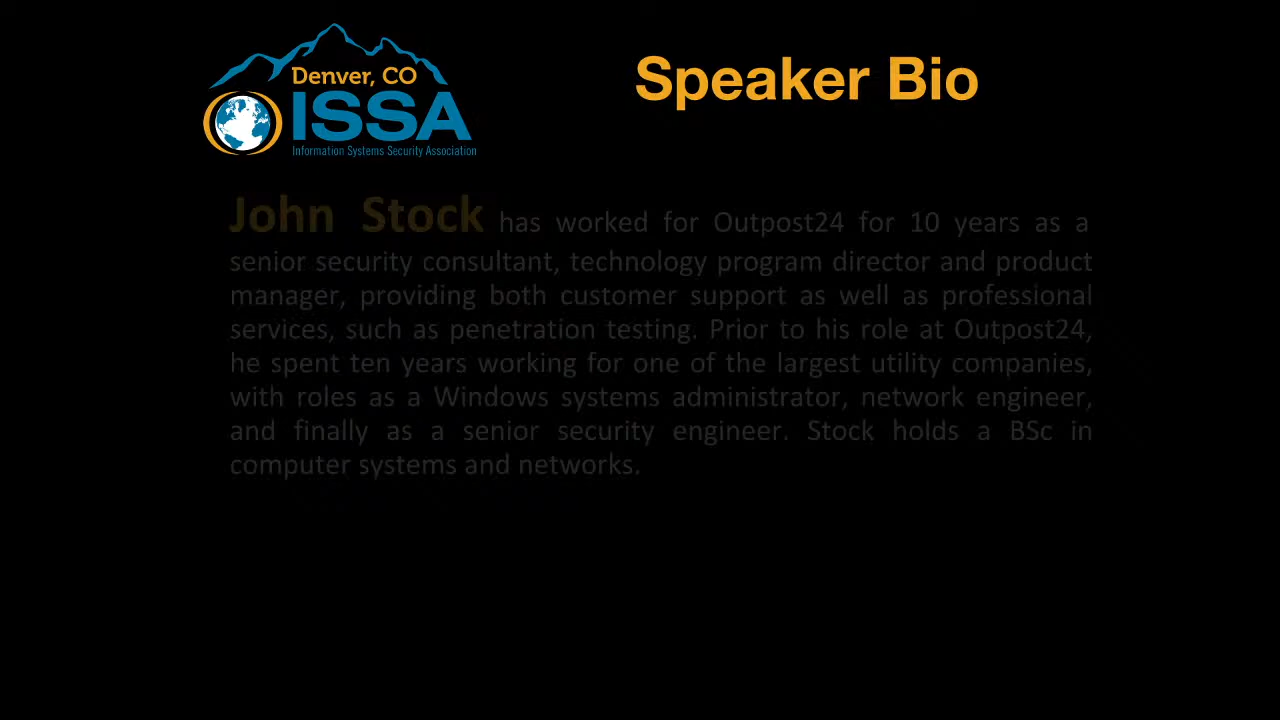 Denver, CO
ISSA
Information Systems Security Association
Speaker Bio
John Stock has worked for Outpost24 for 10 years as a
senior security consultant, technology program director and product
manager, providing both customer support as well as professional
services, such as penetration testing. Prior to his role at Outpost24,
he spent ten years working for one of the largest utility companies,
with roles as a Windows systems administrator, network engineer,
and finally as a senior security engineer. Stock holds a BSc in
computer systems and networks.